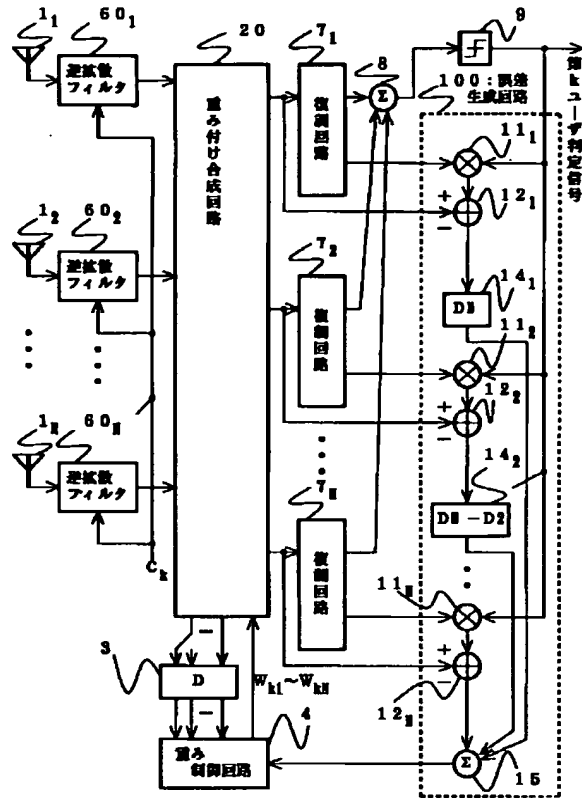 1₁
60₁
逆拡散
フィルタ
20
重み付け合成回路
7₁
復調回路
8
Σ
9
第kユーザ判定信号
100:誤差
生成回路
11₁
+
−
12₁
1₂
60₂
逆拡散
フィルタ
7₂
復調回路
14₁
DN
11₂
+
−
12₂
1N
60N
逆拡散
フィルタ
7N
復調回路
14₂
DN−D2
Ck
11N
+
−
12N
3
D
Wk1~WkN
4
重み
制御回路
Σ
15